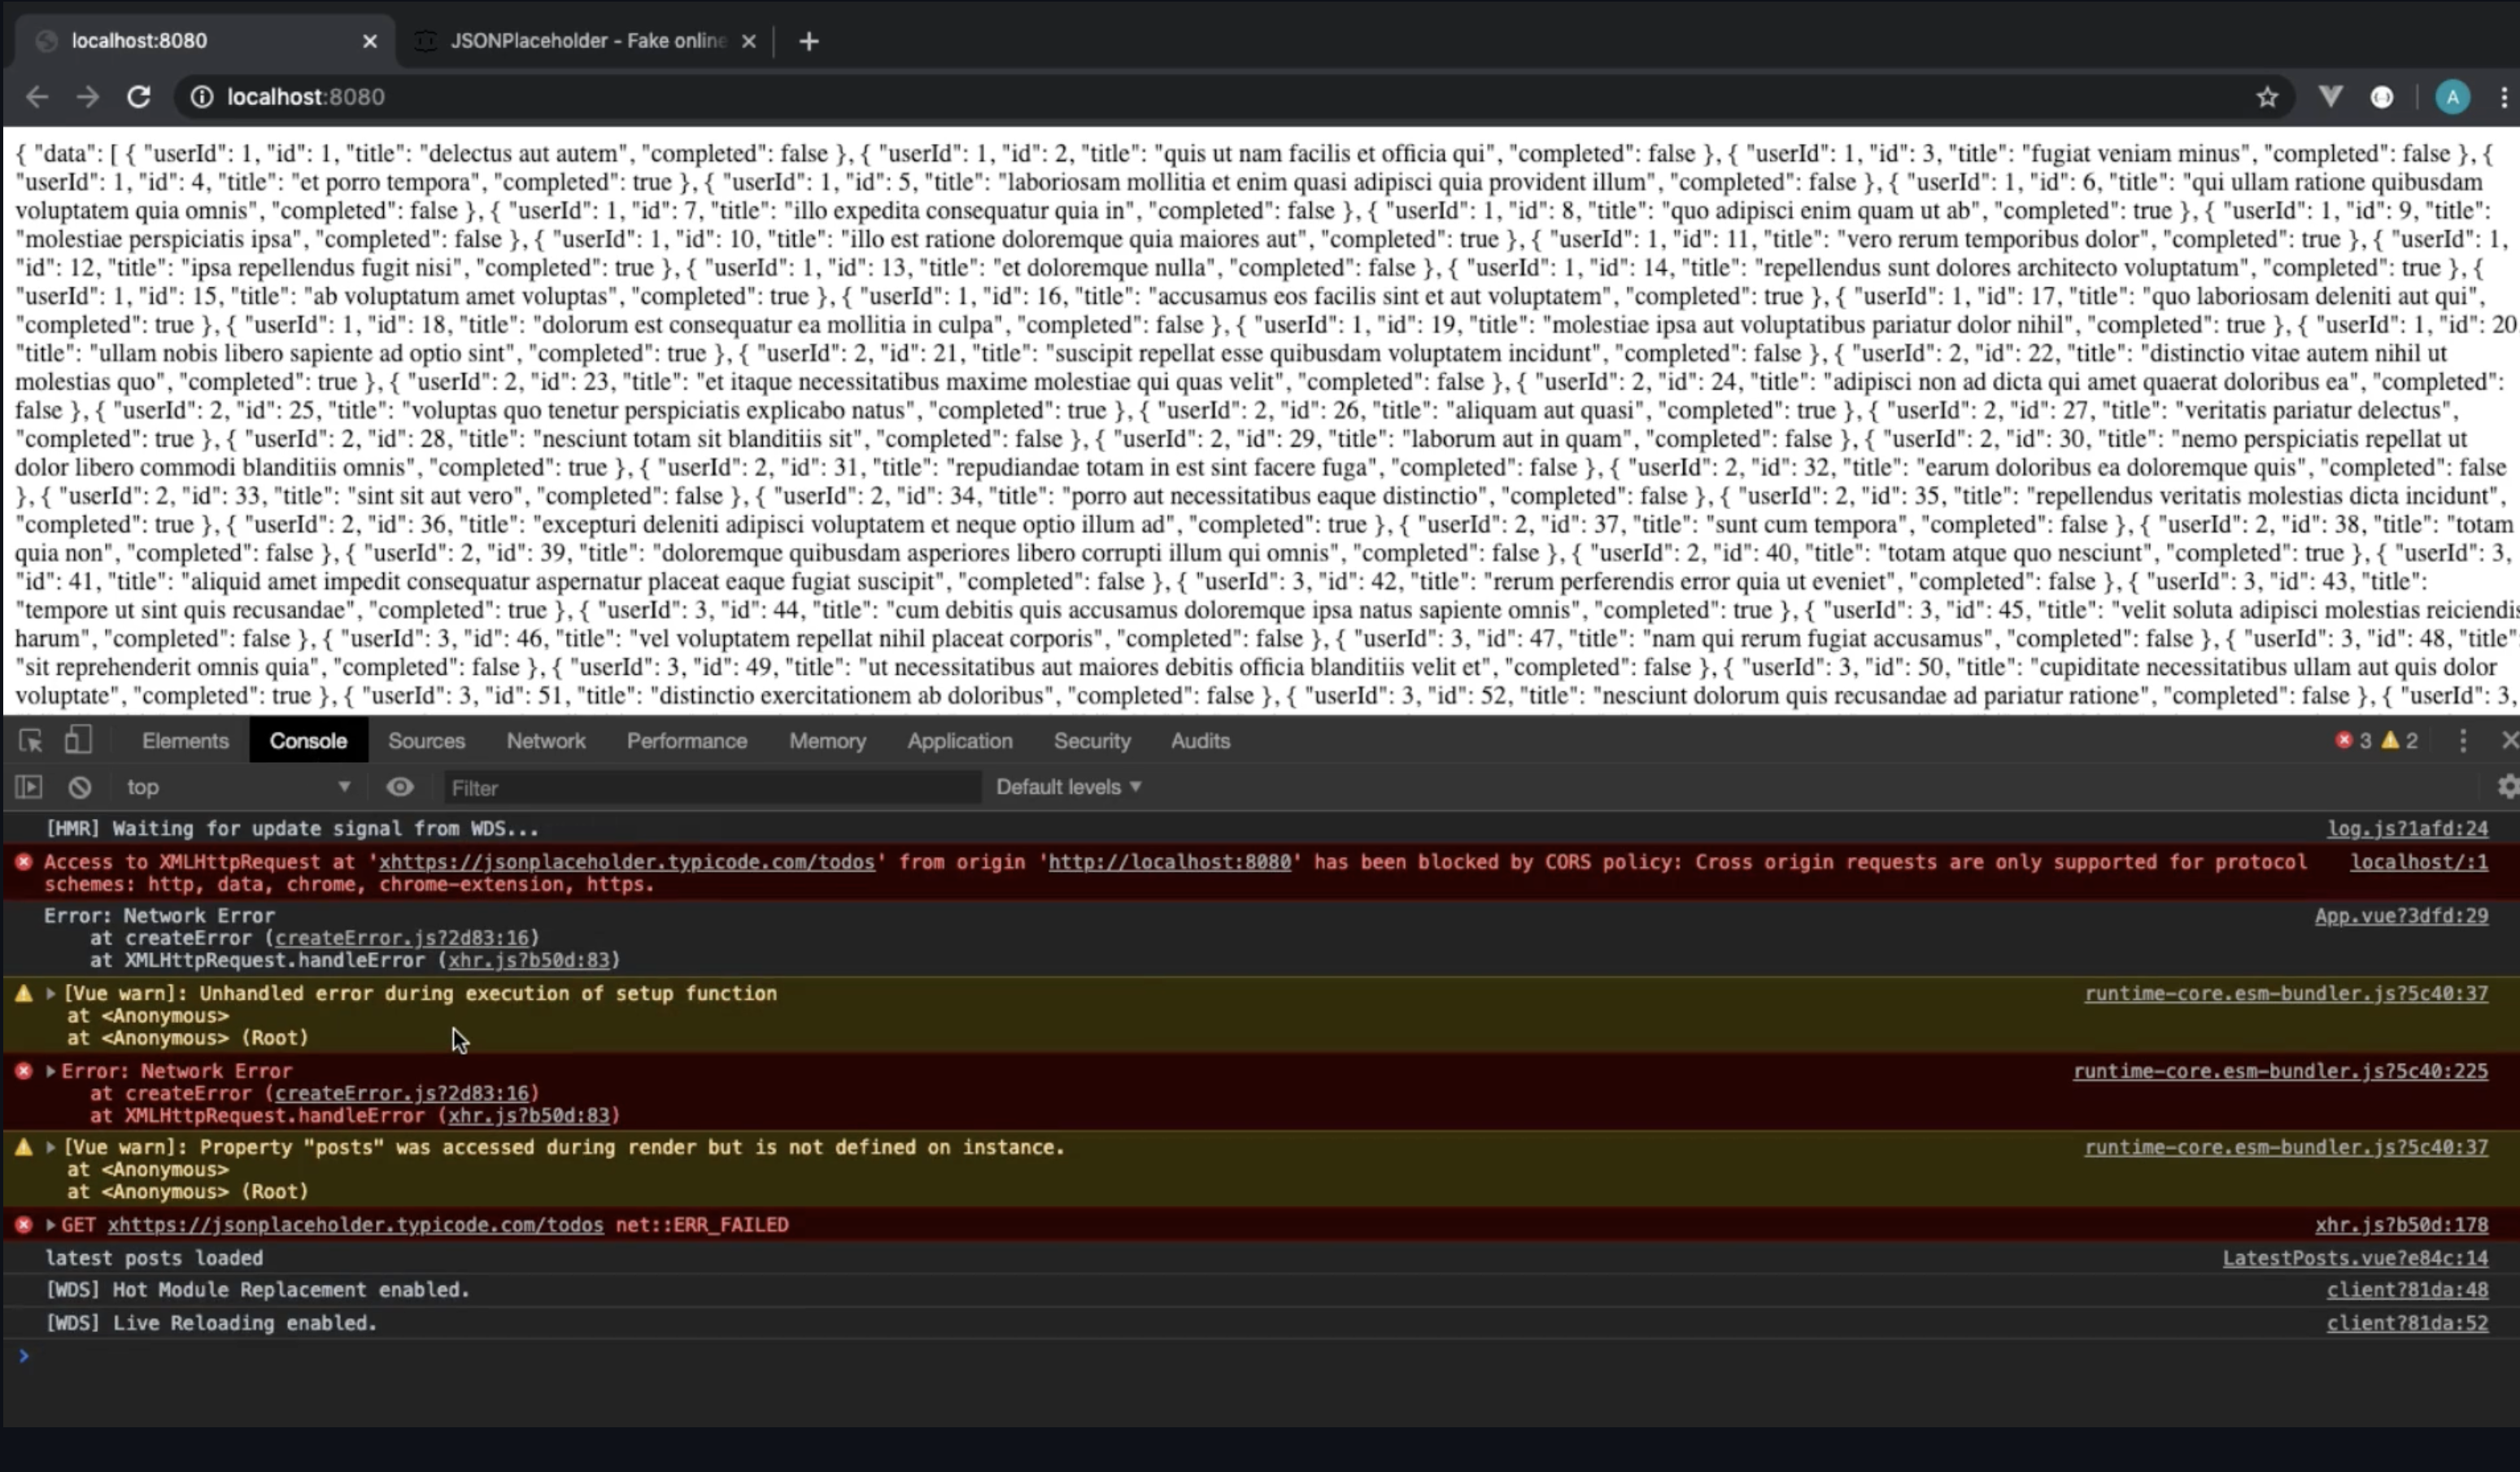 localhost:8080
JSONPlaceholder - Fake online
localhost:8080
A
{ "data": [ { "userId": 1, "id": 1, "title": "delectus aut autem", "completed": false }, { "userId": 1, "id": 2, "title": "quis ut nam facilis et officia qui", "completed": false }, { "userId": 1, "id": 3, "title": "fugiat veniam minus", "completed": false }, {
"userId": 1, "id": 4, "title": "et porro tempora", "completed": true }, { "userId": 1, "id": 5, "title": "laboriosam mollitia et enim quasi adipisci quia provident illum", "completed": false }, { "userId": 1, "id": 6, "title": "qui ullam ratione quibusdam
voluptatem quia omnis", "completed": false }, { "userId": 1, "id": 7, "title": "illo expedita consequatur quia in", "completed": false }, { "userId": 1, "id": 8, "title": "quo adipisci enim quam ut ab", "completed": true }, { "userId": 1, "id": 9, "title":
"molestiae perspiciatis ipsa", "completed": false }, { "userId": 1, "id": 10, "title": "illo est ratione doloremque quia maiores aut", "completed": true }, { "userId": 1, "id": 11, "title": "vero rerum temporibus dolor", "completed": true }, { "userId": 1,
"id": 12, "title": "ipsa repellendus fugit nisi", "completed": true }, { "userId": 1, "id": 13, "title": "et doloremque nulla", "completed": false }, { "userId": 1, "id": 14, "title": "repellendus sunt dolores architecto voluptatum", "completed": true }, {
"userId": 1, "id": 15, "title": "ab voluptatum amet voluptas", "completed": true }, { "userId": 1, "id": 16, "title": "accusamus eos facilis sint et aut voluptatem", "completed": true }, { "userId": 1, "id": 17, "title": "quo laboriosam deleniti aut qui",
"completed": true }, { "userId": 1, "id": 18, "title": "dolorum est consequatur ea mollitia in culpa", "completed": false }, { "userId": 1, "id": 19, "title": "molestiae ipsa aut voluptatibus pariatur dolor nihil", "completed": true }, { "userId": 1, "id": 20
"title": "ullam nobis libero sapiente ad optio sint", "completed": true }, { "userId": 2, "id": 21, "title": "suscipit repellat esse quibusdam voluptatem incidunt", "completed": false }, { "userId": 2, "id": 22, "title": "distinctio vitae autem nihil ut
molestias quo", "completed": true }, { "userId": 2, "id": 23, "title": "et itaque necessitatibus maxime molestiae qui quas velit", "completed": false }, { "userId": 2, "id": 24, "title": "adipisci non ad dicta qui amet quaerat doloribus ea", "completed":
false }, { "userId": 2, "id": 25, "title": "voluptas quo tenetur perspiciatis explicabo natus", "completed": true }, { "userId": 2, "id": 26, "title": "aliquam aut quasi", "completed": true }, { "userId": 2, "id": 27, "title": "veritatis pariatur delectus",
"completed": true }, { "userId": 2, "id": 28, "title": "nesciunt totam sit blanditiis sit", "completed": false }, { "userId": 2, "id": 29, "title": "laborum aut in quam", "completed": false }, { "userId": 2, "id": 30, "title": "nemo perspiciatis repellat ut
dolor libero commodi blanditiis omnis", "completed": true }, { "userId": 2, "id": 31, "title": "repudiandae totam in est sint facere fuga", "completed": false }, { "userId": 2, "id": 32, "title": "earum doloribus ea doloremque quis", "completed": false
}, { "userId": 2, "id": 33, "title": "sint sit aut vero", "completed": false }, { "userId": 2, "id": 34, "title": "porro aut necessitatibus eaque distinctio", "completed": false }, { "userId": 2, "id": 35, "title": "repellendus veritatis molestias dicta incidunt",
"completed": true }, { "userId": 2, "id": 36, "title": "excepturi deleniti adipisci voluptatem et neque optio illum ad", "completed": true }, { "userId": 2, "id": 37, "title": "sunt cum tempora", "completed": false }, { "userId": 2, "id": 38, "title": "totam
quia non", "completed": false }, { "userId": 2, "id": 39, "title": "doloremque quibusdam asperiores libero corrupti illum qui omnis", "completed": false }, { "userId": 2, "id": 40, "title": "totam atque quo nesciunt", "completed": true }, { "userId": 3,
"id": 41, "title": "aliquid amet impedit consequatur aspernatur placeat eaque fugiat suscipit", "completed": false }, { "userId": 3, "id": 42, "title": "rerum perferendis error quia ut eveniet", "completed": false }, { "userId": 3, "id": 43, "title":
"tempore ut sint quis recusandae", "completed": true }, { "userId": 3, "id": 44, "title": "cum debitis quis accusamus doloremque ipsa natus sapiente omnis", "completed": true }, { "userId": 3, "id": 45, "title": "velit soluta adipisci molestias reiciendis
harum", "completed": false }, { "userId": 3, "id": 46, "title": "vel voluptatem repellat nihil placeat corporis", "completed": false }, { "userId": 3, "id": 47, "title": "nam qui rerum fugiat accusamus", "completed": false }, { "userId": 3, "id": 48, "title"
"sit reprehenderit omnis quia", "completed": false }, { "userId": 3, "id": 49, "title": "ut necessitatibus aut maiores debitis officia blanditiis velit et", "completed": false }, { "userId": 3, "id": 50, "title": "cupiditate necessitatibus ullam aut quis dolor
voluptate", "completed": true }, { "userId": 3, "id": 51, "title": "distinctio exercitationem ab doloribus", "completed": false }, { "userId": 3, "id": 52, "title": "nesciunt dolorum quis recusandae ad pariatur ratione", "completed": false }, { "userId": 3,
Elements Console Sources Network Performance Memory Application Security Audits 3 2
top Filter Default levels
[HMR] Waiting for update signal from WDS... log.js?1afd:24
Access to XMLHttpRequest at 'xhttps://jsonplaceholder.typicode.com/todos' from origin 'http://localhost:8080' has been blocked by CORS policy: Cross origin requests are only supported for protocol localhost/:1
schemes: http, data, chrome, chrome-extension, https.
Error: Network Error App.vue?3dfd:29
at createError (createError.js?2d83:16)
at XMLHttpRequest.handleError (xhr.js?b50d:83)
[Vue warn]: Unhandled error during execution of setup function runtime-core.esm-bundler.js?5c40:37
at <Anonymous>
at <Anonymous> (Root)
Error: Network Error runtime-core.esm-bundler.js?5c40:225
at createError (createError.js?2d83:16)
at XMLHttpRequest.handleError (xhr.js?b50d:83)
[Vue warn]: Property "posts" was accessed during render but is not defined on instance. runtime-core.esm-bundler.js?5c40:37
at <Anonymous>
at <Anonymous> (Root)
GET xhttps://jsonplaceholder.typicode.com/todos net::ERR_FAILED xhr.js?b50d:178
latest posts loaded LatestPosts.vue?e84c:14
[WDS] Hot Module Replacement enabled. client?81da:48
[WDS] Live Reloading enabled. client?81da:52